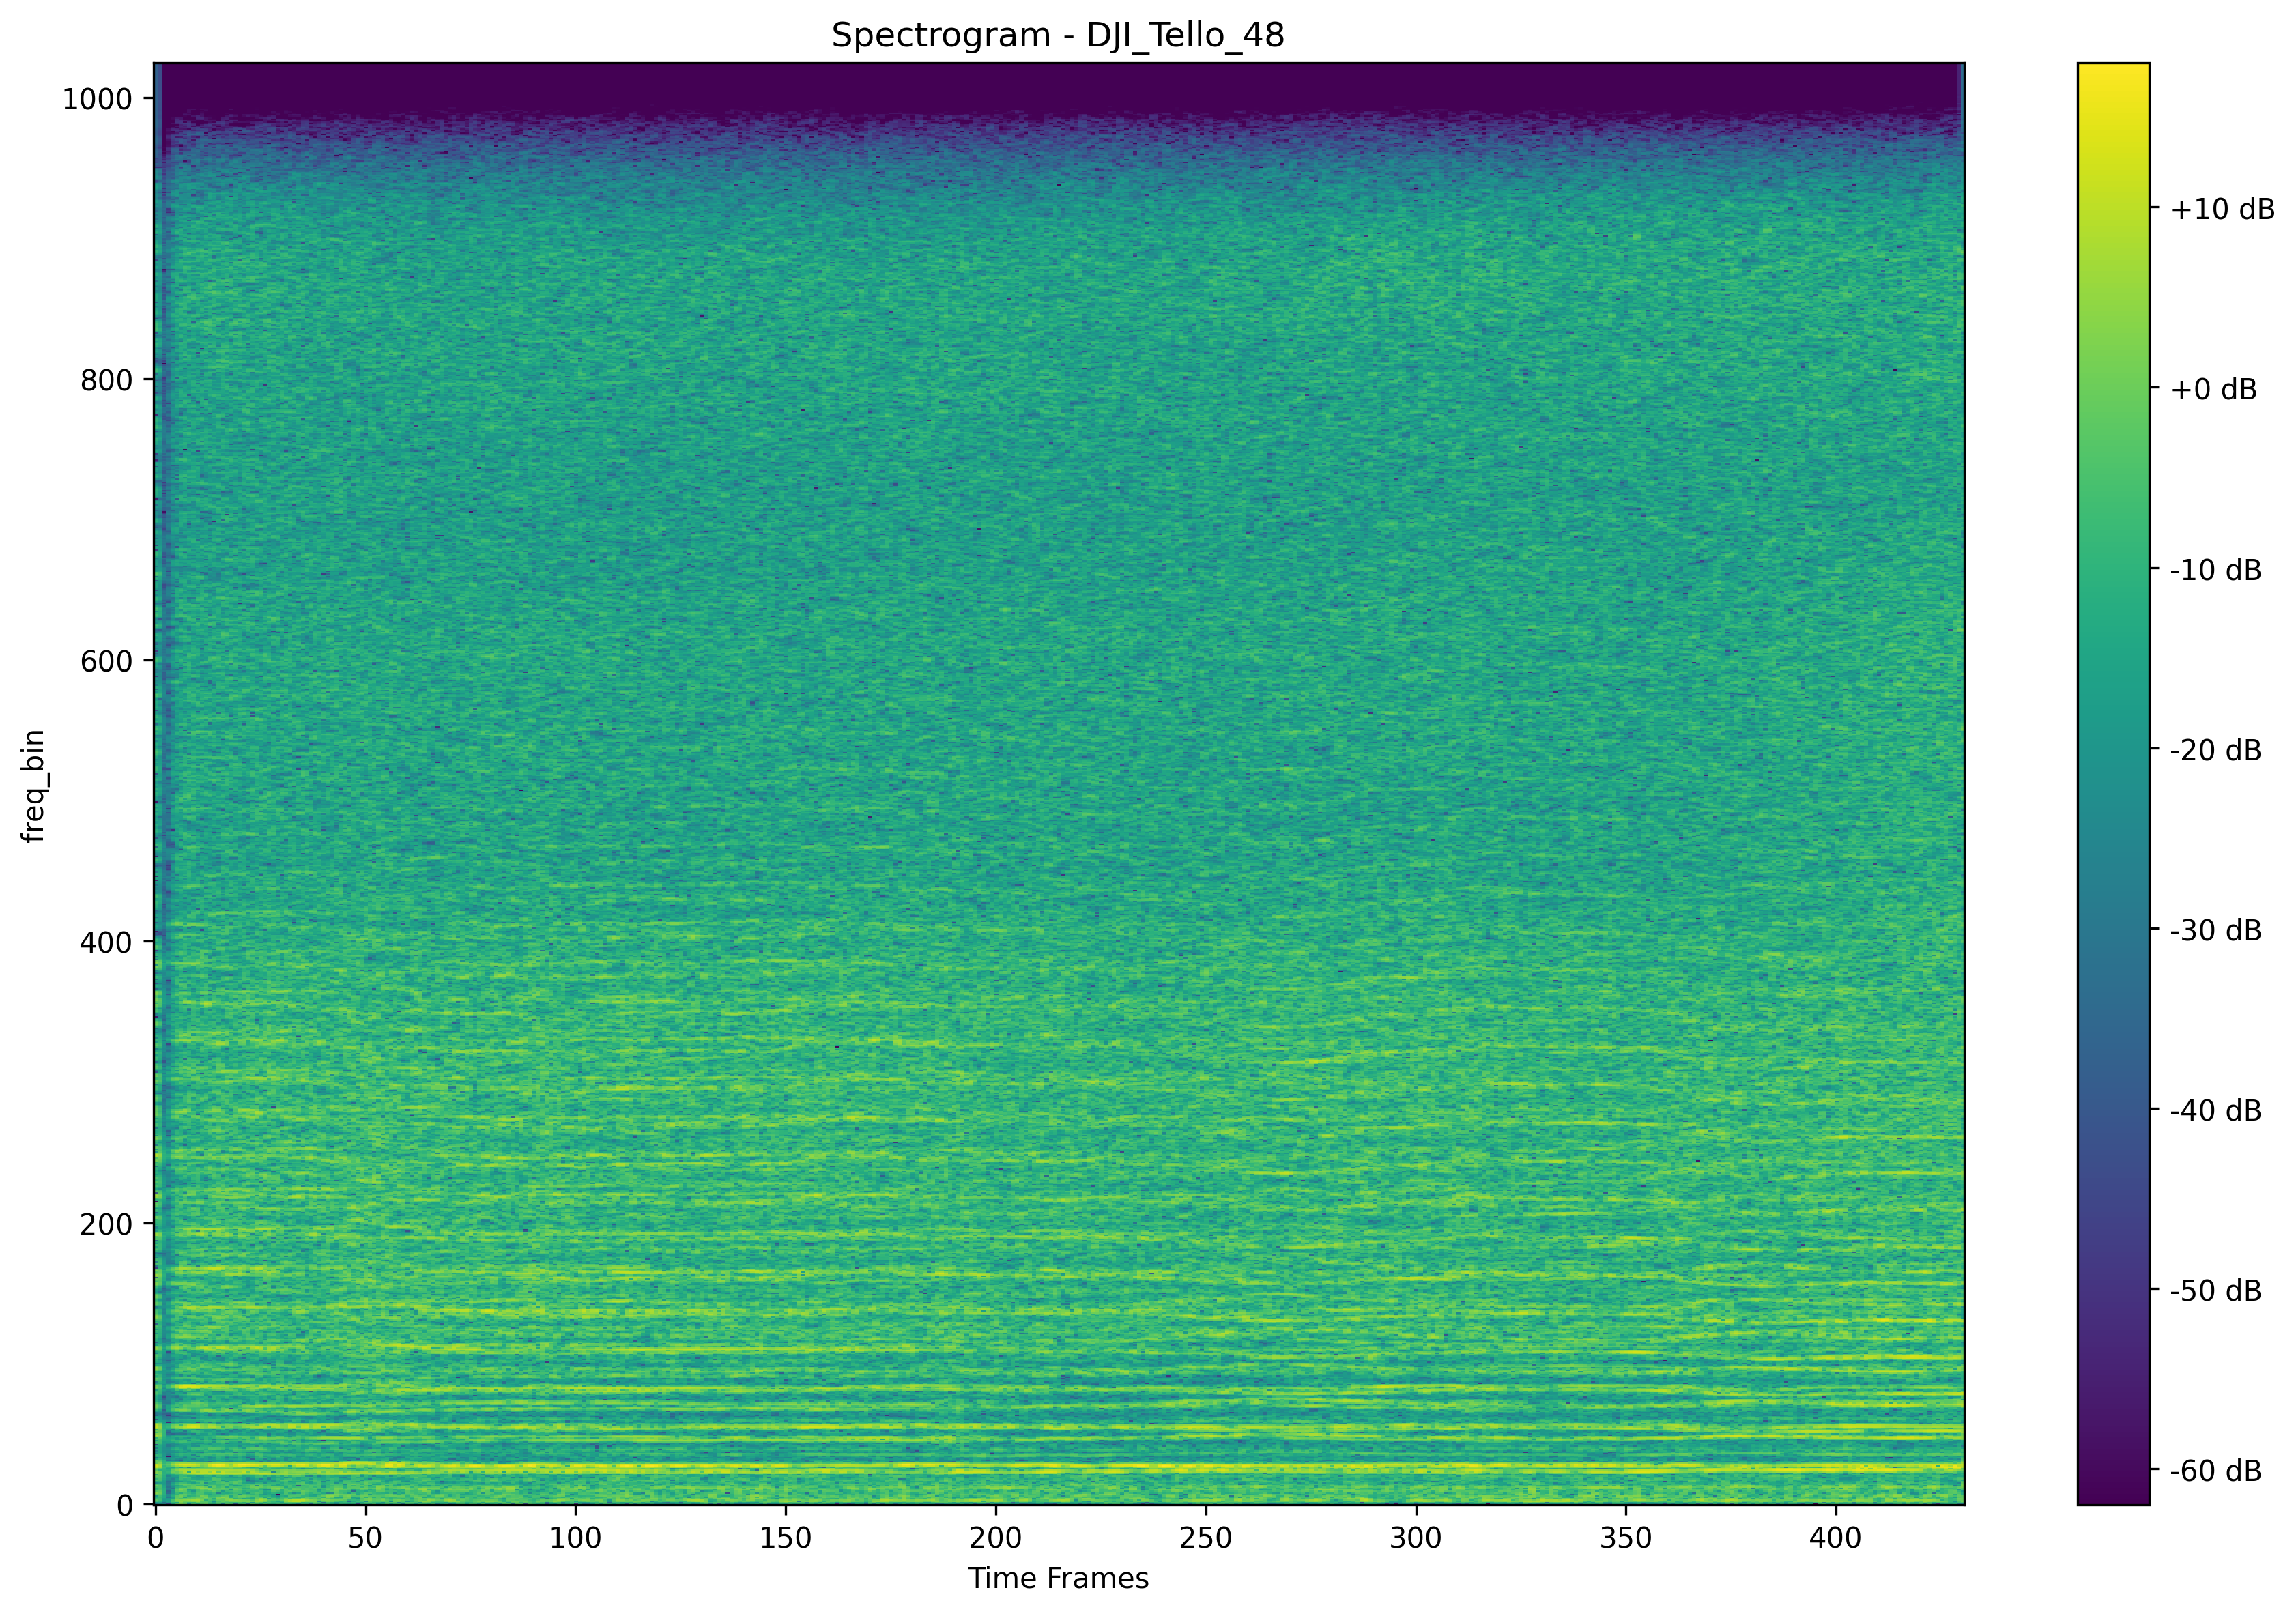 Spectrogram - DJI_Tello_48
1000
800
600
400
200
0
freq_bin
0 50 100 150 200 250 300 350 400
Time Frames
+10 dB
+0 dB
-10 dB
-20 dB
-30 dB
-40 dB
-50 dB
-60 dB